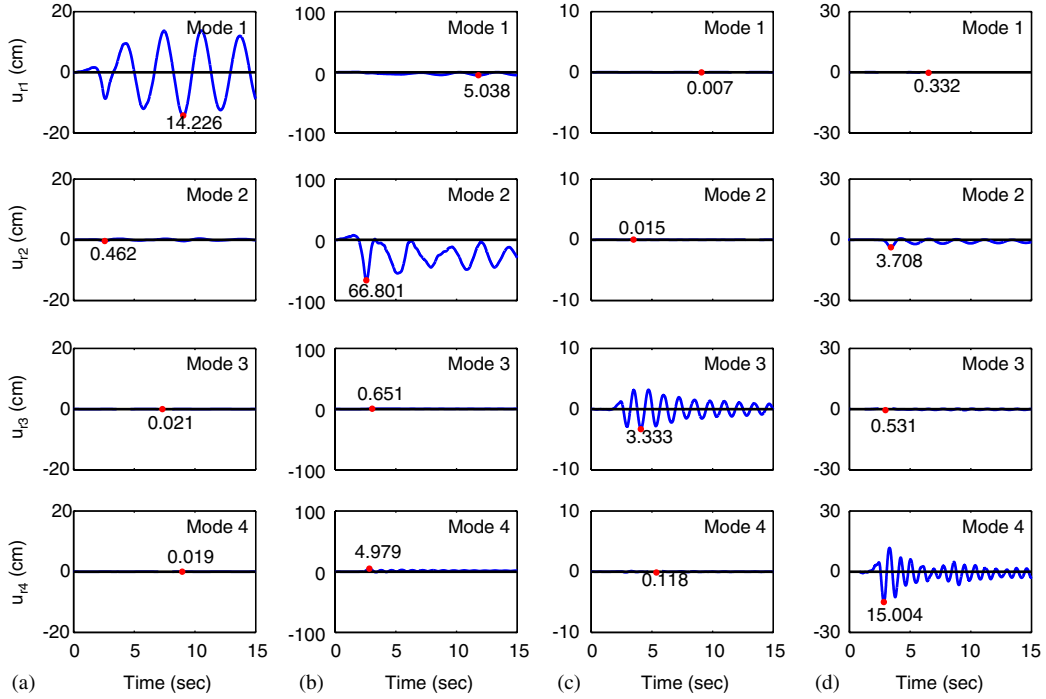 u_r1 (cm)
20
Mode 1
0
14.226
-20
100
Mode 1
0
5.038
-100
10
Mode 1
0
0.007
-10
30
Mode 1
0
0.332
-30
u_r2 (cm)
20
Mode 2
0
0.462
-20
100
Mode 2
0
66.801
-100
10
Mode 2
0.015
0
-10
30
Mode 2
0
3.708
-30
u_r3 (cm)
20
Mode 3
0
0.021
-20
100
Mode 3
0.651
0
-100
10
Mode 3
0
3.333
-10
30
Mode 3
0
0.531
-30
u_r4 (cm)
20
Mode 4
0.019
0
-20
0 5 10 15
100
Mode 4
4.979
0
-100
0 5 10 15
10
Mode 4
0
0.118
-10
0 5 10 15
30
Mode 4
0
15.004
-30
0 5 10 15
(a) Time (sec)
(b) Time (sec)
(c) Time (sec)
(d) Time (sec)